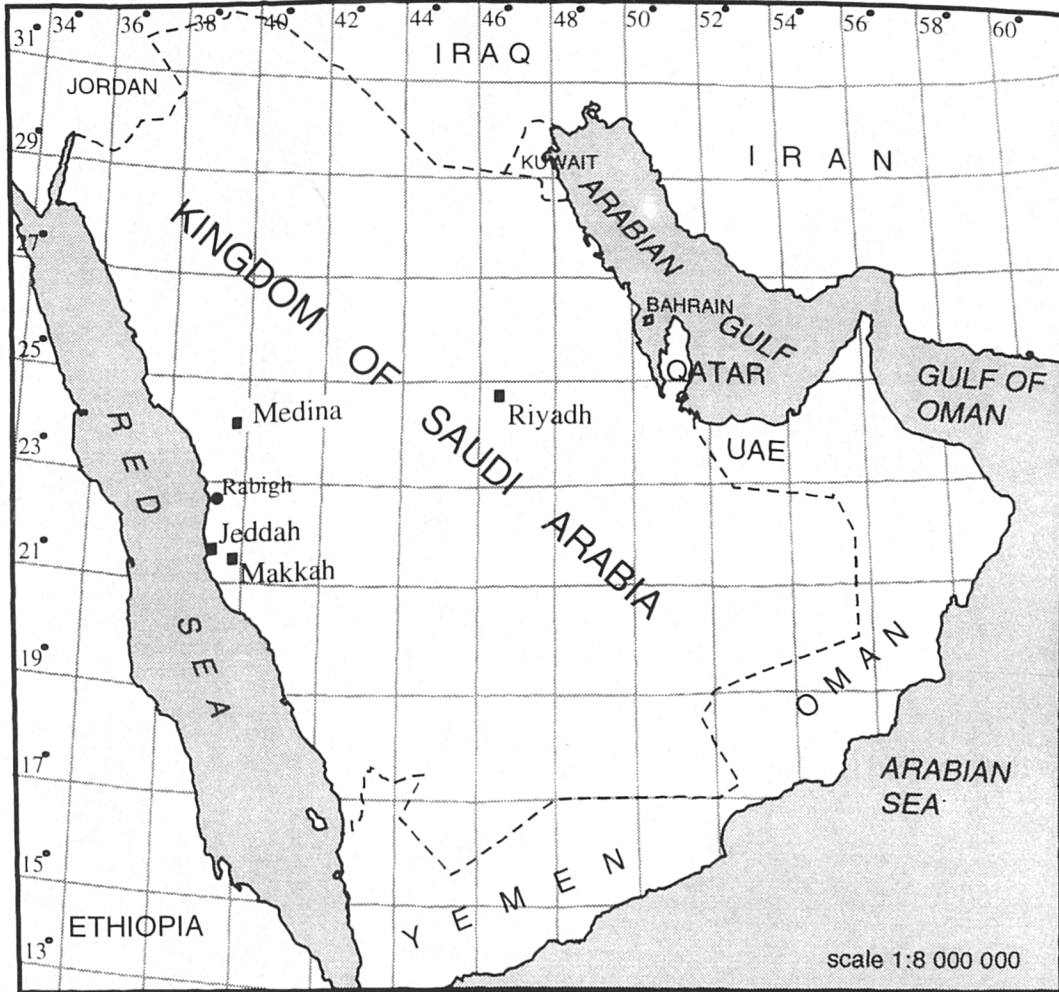 34° 36° 38° 40° 42° 44° 46° 48° 50° 52° 54° 56° 58° 60°
31°
29°
27°
25°
23°
21°
19°
17°
15°
13°
IRAQ
JORDAN
KUWAIT
IRAN
ARABIAN
GULF
KINGDOM
OF
SAUDI
ARABIA
BAHRAIN
QATAR
GULF OF
OMAN
Medina
Riyadh
UAE
RED
SEA
Rabigh
Jeddah
Makkah
OMAN
ARABIAN
SEA
YEMEN
ETHIOPIA
scale 1:8 000 000